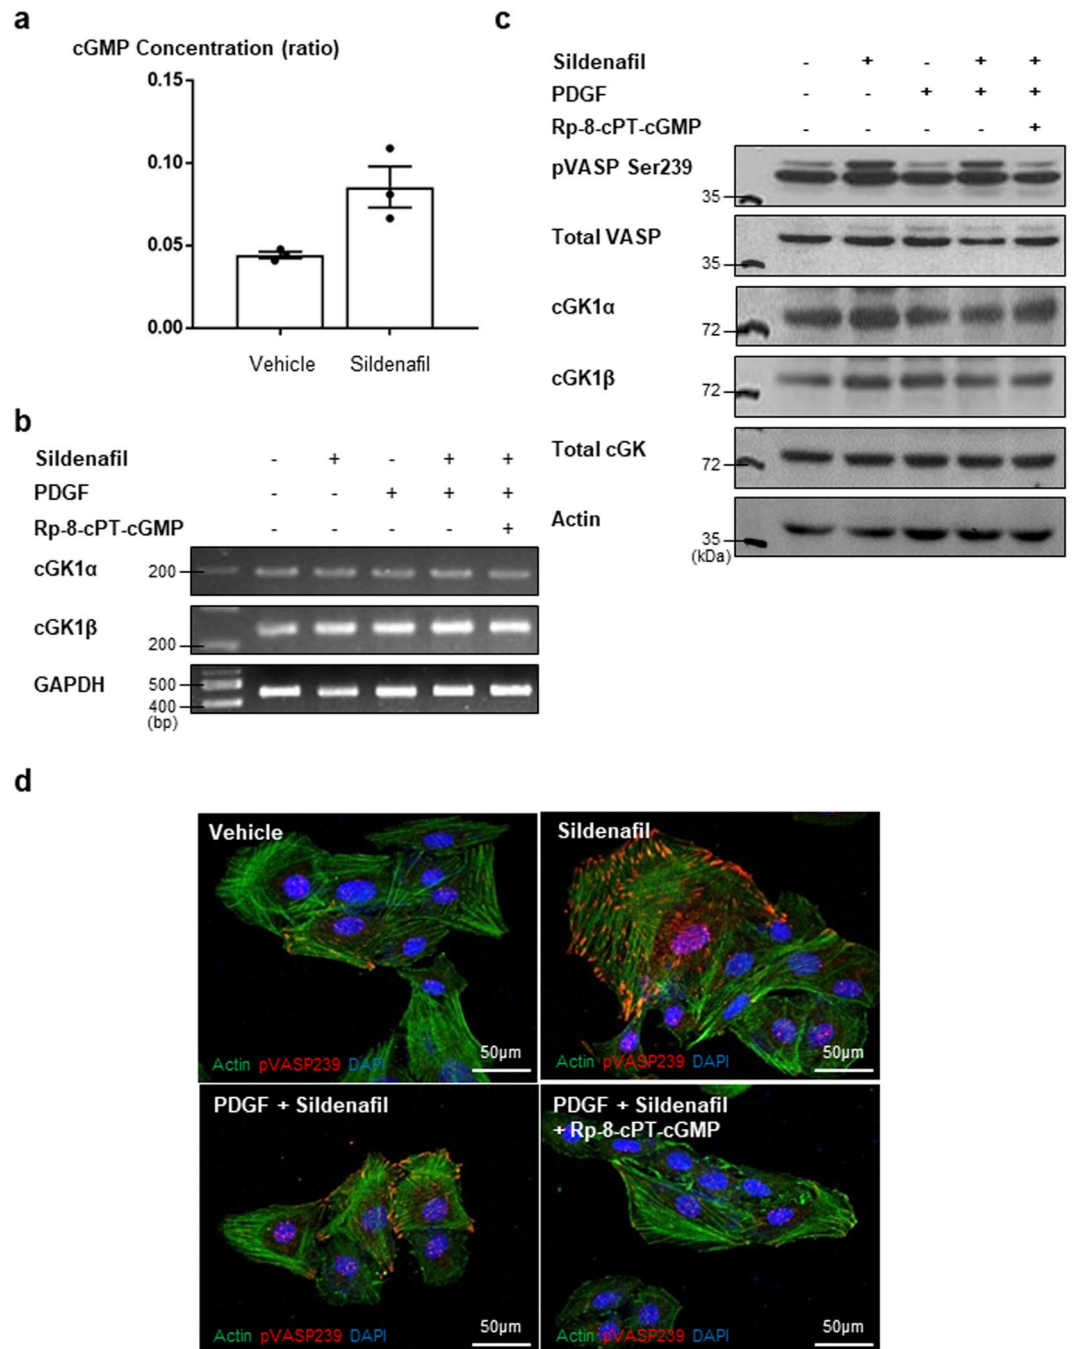 a
cGMP Concentration (ratio)
0.15
0.10
0.05
0.00
Vehicle Sildenafil
b
Sildenafil - + - + +
PDGF - - + + +
Rp-8-cPT-cGMP - - - - +
cGK1α 200
cGK1β 200
GAPDH 500
400
(bp)
c
Sildenafil - + - + +
PDGF - - + + +
Rp-8-cPT-cGMP - - - - +
pVASP Ser239 35
Total VASP 35
cGK1α 72
cGK1β 72
Total cGK 72
Actin 35
(kDa)
d
Vehicle
Actin pVASP239 DAPI 50μm
Sildenafil
Actin pVASP239 DAPI 50μm
PDGF + Sildenafil
Actin pVASP239 DAPI 50μm
PDGF + Sildenafil
+ Rp-8-cPT-cGMP
Actin pVASP239 DAPI 50μm